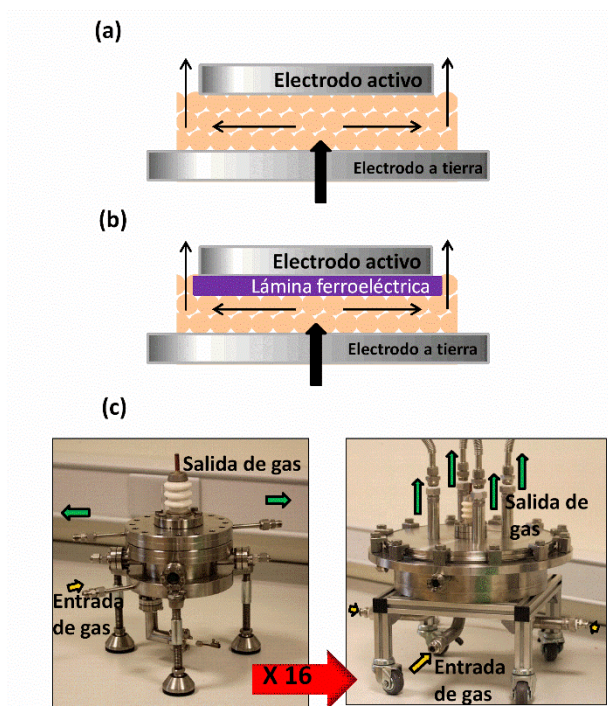 (a)
Electrodo activo
Electrodo a tierra
(b)
Electrodo activo
Lámina ferroeléctrica
Electrodo a tierra
(c)
Salida de gas
Entrada
de gas
X 16
Salida de
gas
Entrada
de gas